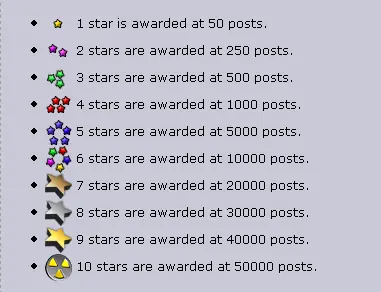 1 star is awarded at 50 posts.
2 stars are awarded at 250 posts.
3 stars are awarded at 500 posts.
4 stars are awarded at 1000 posts.
5 stars are awarded at 5000 posts.
6 stars are awarded at 10000 posts.
7 stars are awarded at 20000 posts.
8 stars are awarded at 30000 posts.
9 stars are awarded at 40000 posts.
10 stars are awarded at 50000 posts.